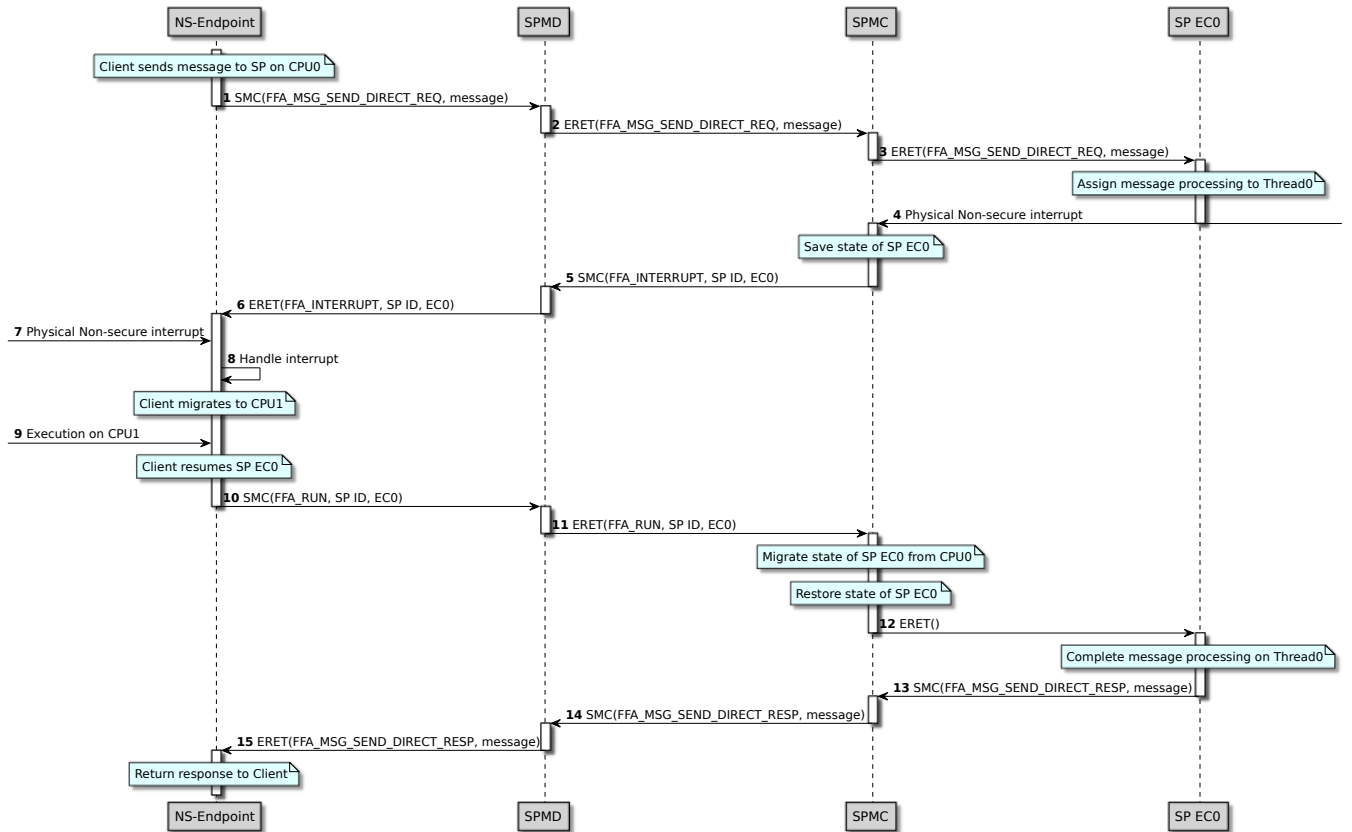 NS-Endpoint SPMD SPMC SP EC0
Client sends message to SP on CPU0
1 SMC(FFA_MSG_SEND_DIRECT_REQ, message)
2 ERET(FFA_MSG_SEND_DIRECT_REQ, message)
3 ERET(FFA_MSG_SEND_DIRECT_REQ, message)
Assign message processing to Thread0
4 Physical Non-secure interrupt
Save state of SP EC0
5 SMC(FFA_INTERRUPT, SP ID, EC0)
6 ERET(FFA_INTERRUPT, SP ID, EC0)
7 Physical Non-secure interrupt
8 Handle interrupt
Client migrates to CPU1
9 Execution on CPU1
Client resumes SP EC0
10 SMC(FFA_RUN, SP ID, EC0)
11 ERET(FFA_RUN, SP ID, EC0)
Migrate state of SP EC0 from CPU0
Restore state of SP EC0
12 ERET()
Complete message processing on Thread0
13 SMC(FFA_MSG_SEND_DIRECT_RESP, message)
14 SMC(FFA_MSG_SEND_DIRECT_RESP, message)
15 ERET(FFA_MSG_SEND_DIRECT_RESP, message)
Return response to Client
NS-Endpoint SPMD SPMC SP EC0